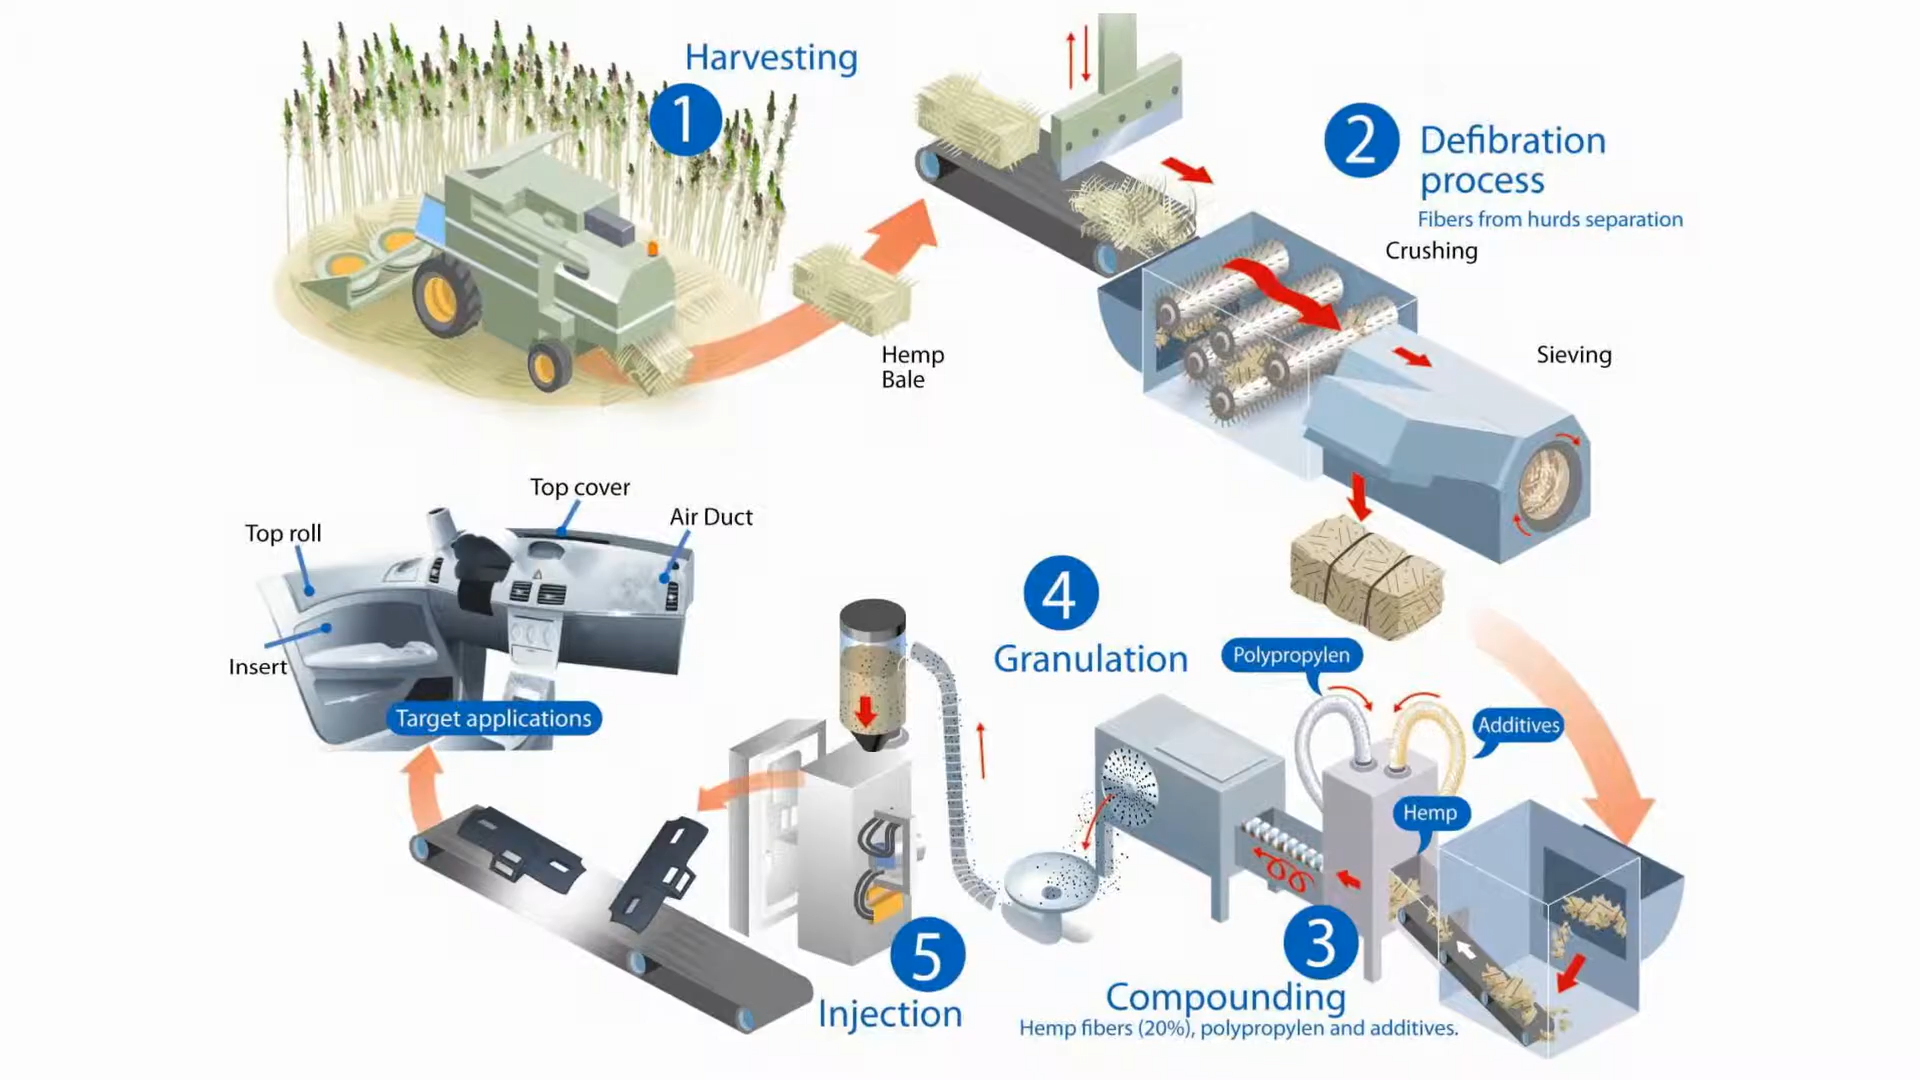 Harvesting
1
Hemp
Bale
2
Defibration
process
Fibers from hurds separation
Crushing
Sieving
3
Polypropylen
Additives
Hemp
Compounding
Hemp fibers (20%), polypropylen and additives.
4
Granulation
5
Injection
Top cover
Air Duct
Top roll
Insert
Target applications